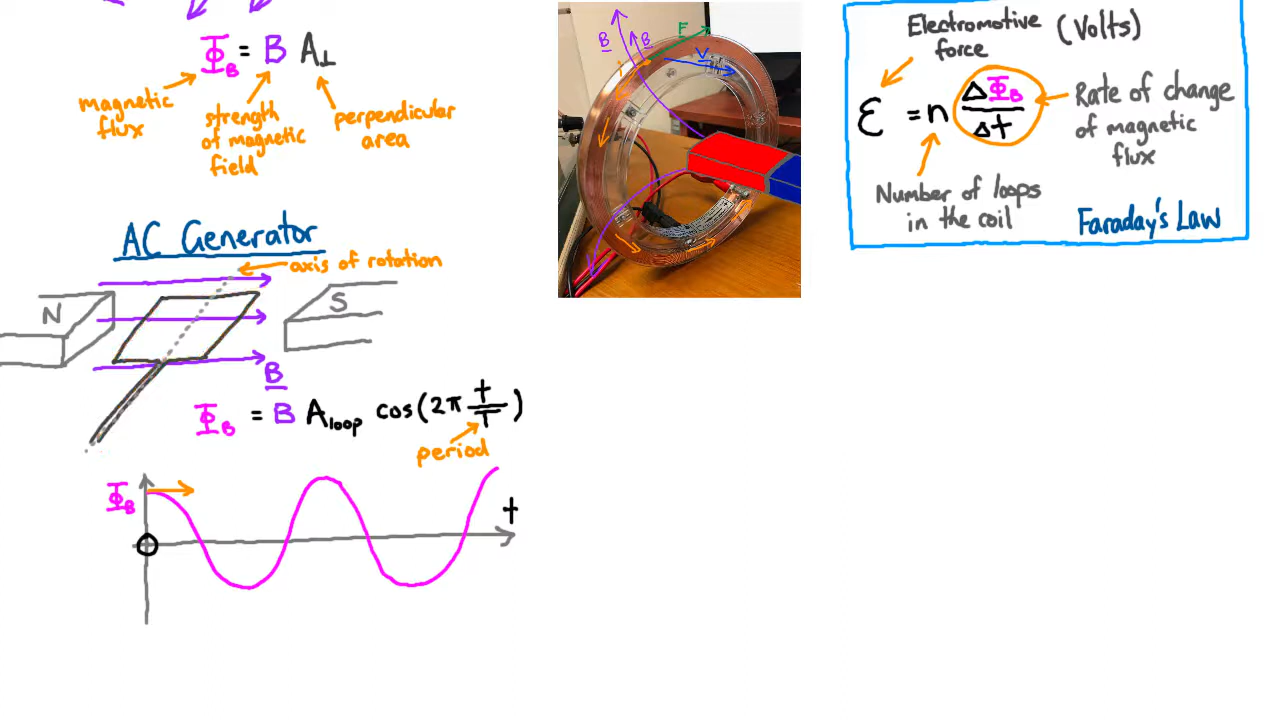 Φ_B = B A⊥
magnetic
flux
strength
of magnetic
field
perpendicular
area
AC Generator
axis of rotation
N
S
B
Φ_B = B A_loop cos(2π t/T)
period
Φ_B
t
B
B
F
i
V
Electromotive
force
(Volts)
ε = n ΔΦ_B/Δt
Rate of change
of magnetic
flux
Number of loops
in the coil
Faraday's Law